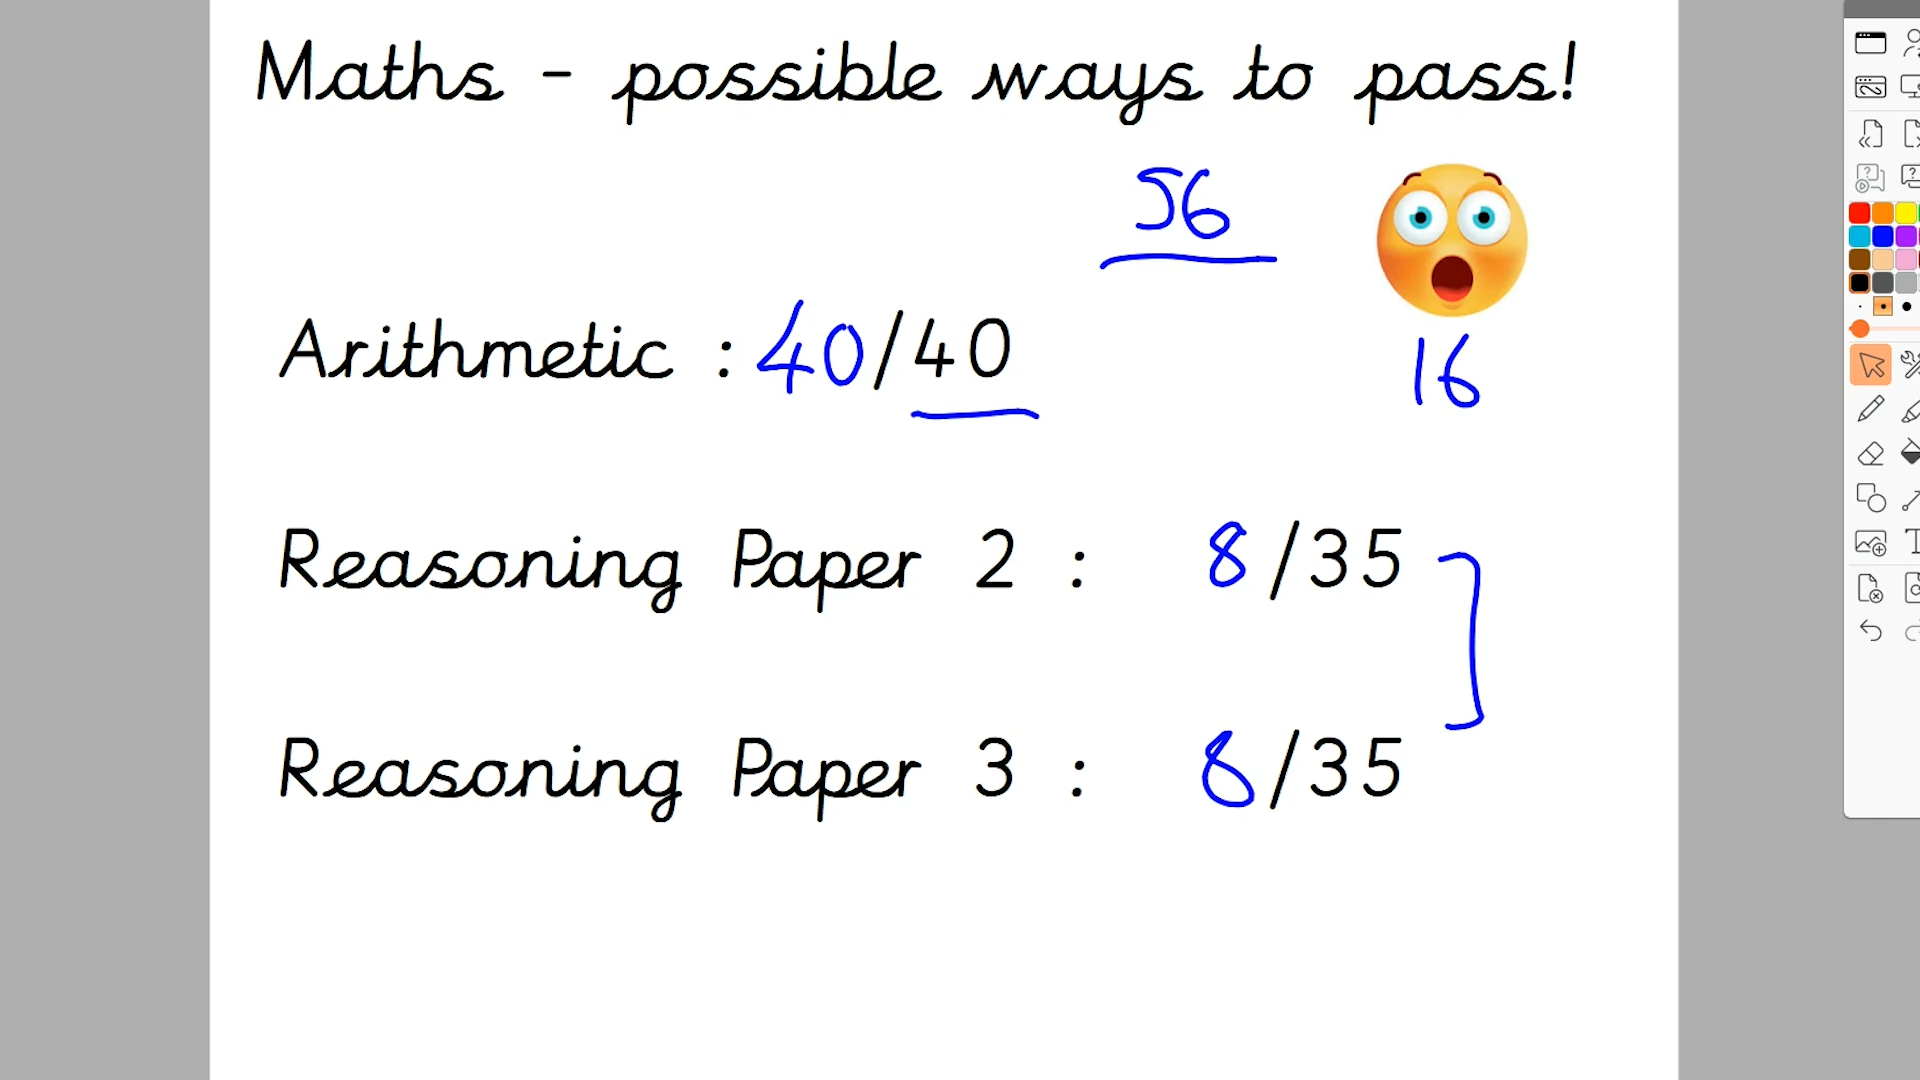 Maths - possible ways to pass!
56
Arithmetic : 40/40
16
Reasoning Paper 2 : 8/35
Reasoning Paper 3 : 8/35